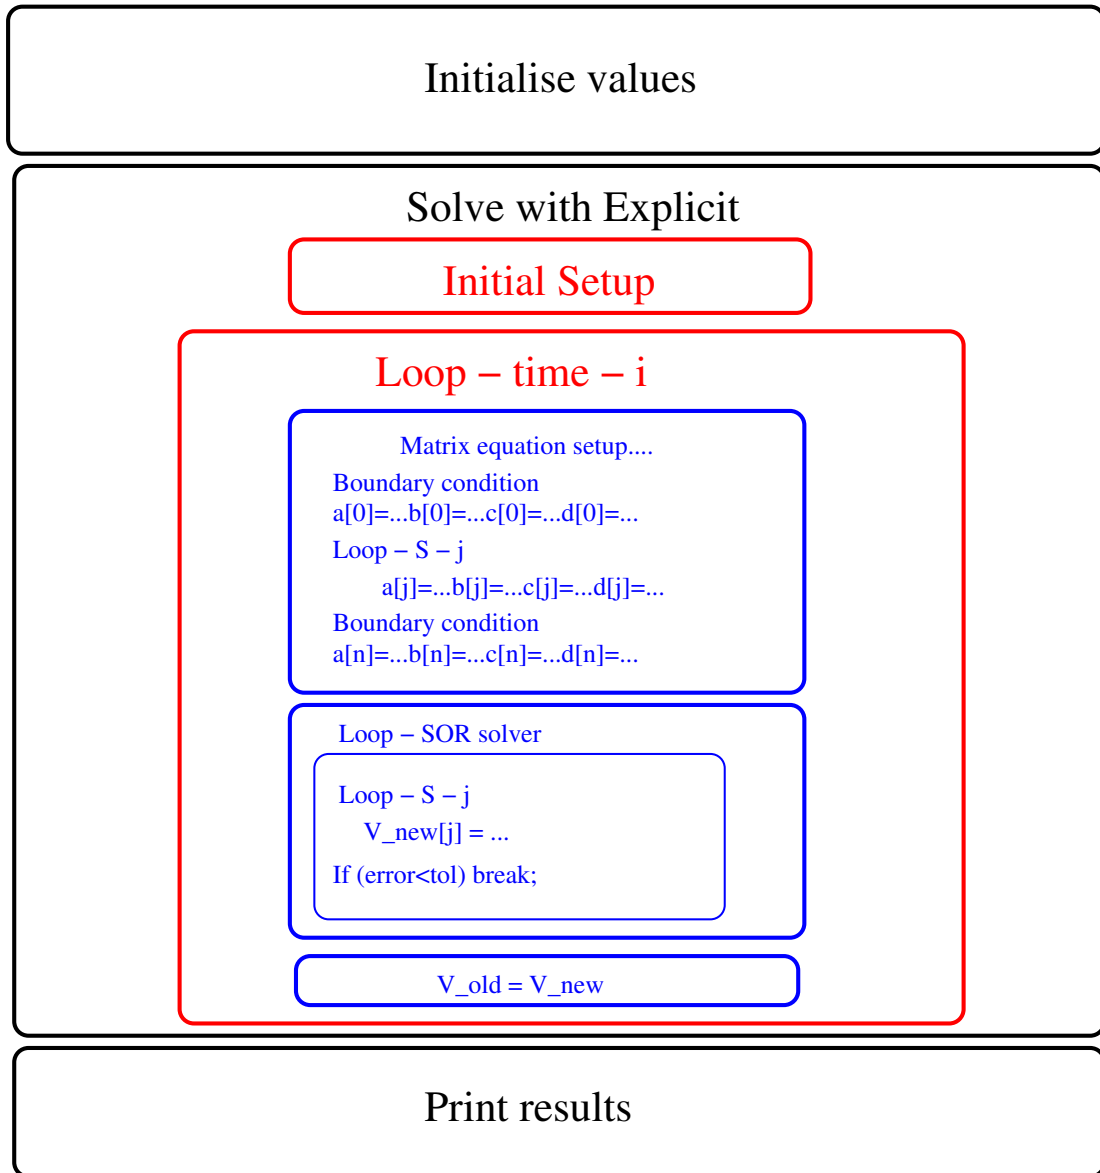 Initialise values
Solve with Explicit
Initial Setup
Loop − time − i
Matrix equation setup....
Boundary condition
a[0]=...b[0]=...c[0]=...d[0]=...
Loop − S − j
a[j]=...b[j]=...c[j]=...d[j]=...
Boundary condition
a[n]=...b[n]=...c[n]=...d[n]=...
Loop − SOR solver
Loop − S − j
V_new[j] = ...
If (error<tol) break;
V_old = V_new
Print results